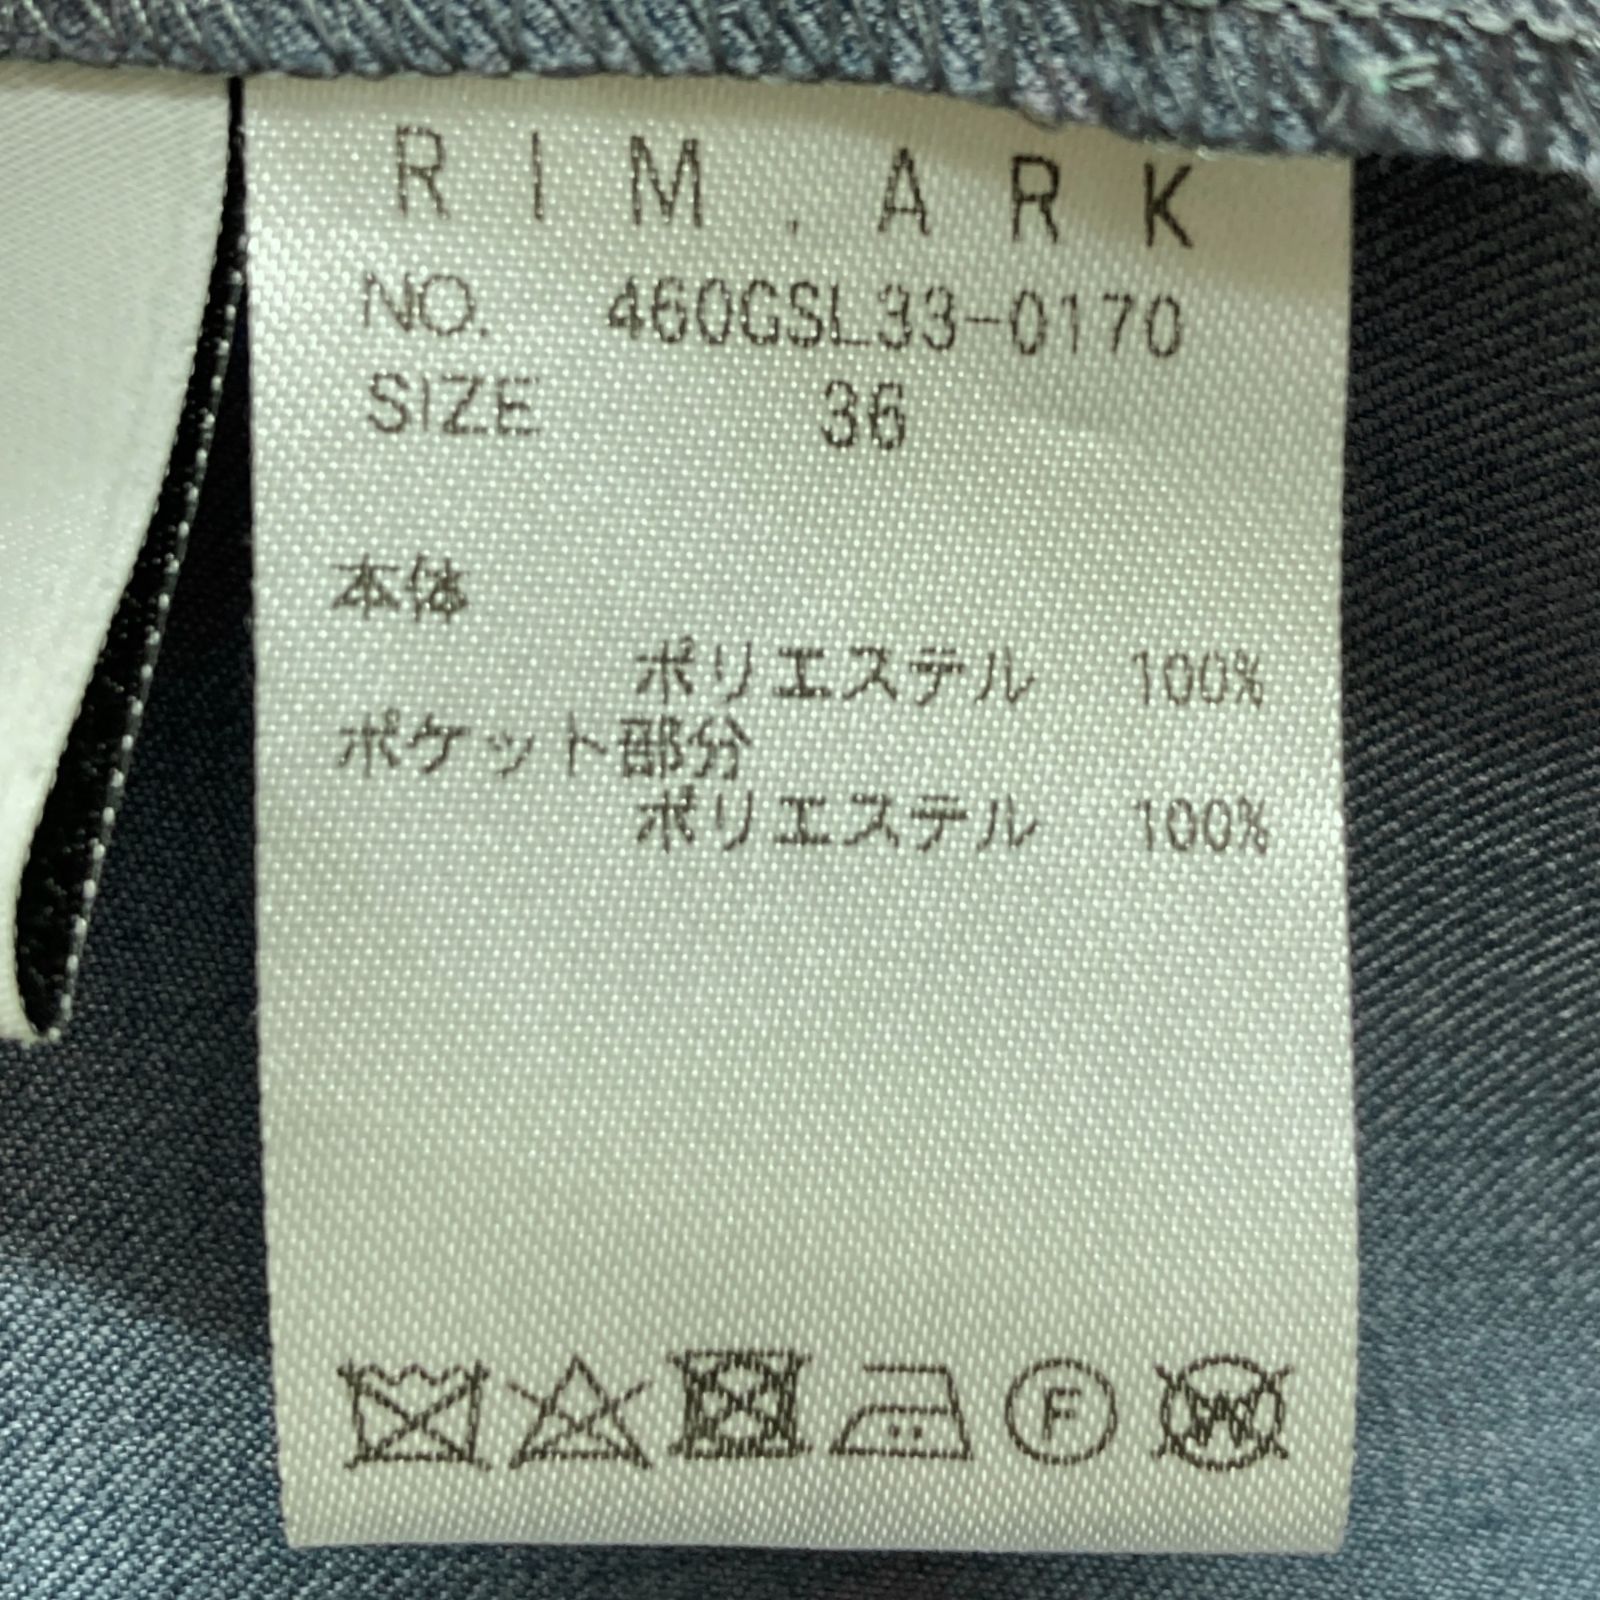 RIM.ARK
NO. 460GSL33-0170
SIZE 36
本体
ポリエステル 100%
ポケット部分
ポリエステル 100%
F
W